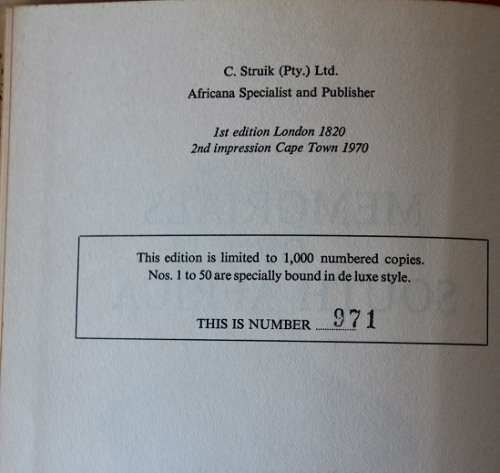 C. Struik (Pty.) Ltd.
Africana Specialist and Publisher
1st edition London 1820
2nd impression Cape Town 1970
This edition is limited to 1,000 numbered copies.
Nos. 1 to 50 are specially bound in de luxe style.
THIS IS NUMBER 971